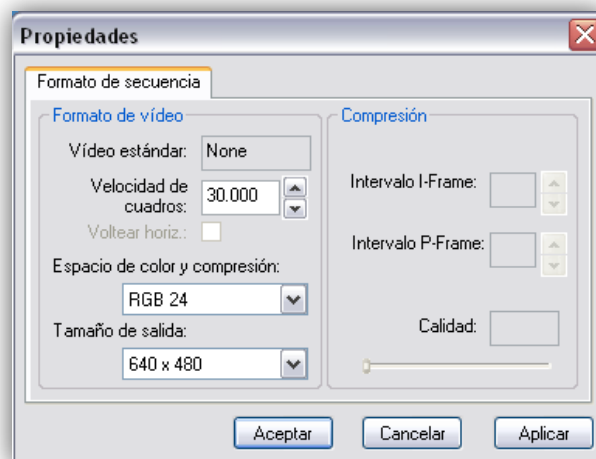 Propiedades
Formato de secuencia
Formato de vídeo
Vídeo estándar: None
Velocidad de
cuadros: 30.000
Voltear horiz.:
Espacio de color y compresión:
RGB 24
Tamaño de salida:
640 x 480
Compresión
Intervalo I-Frame:
Intervalo P-Frame:
Calidad:
Aceptar
Cancelar
Aplicar